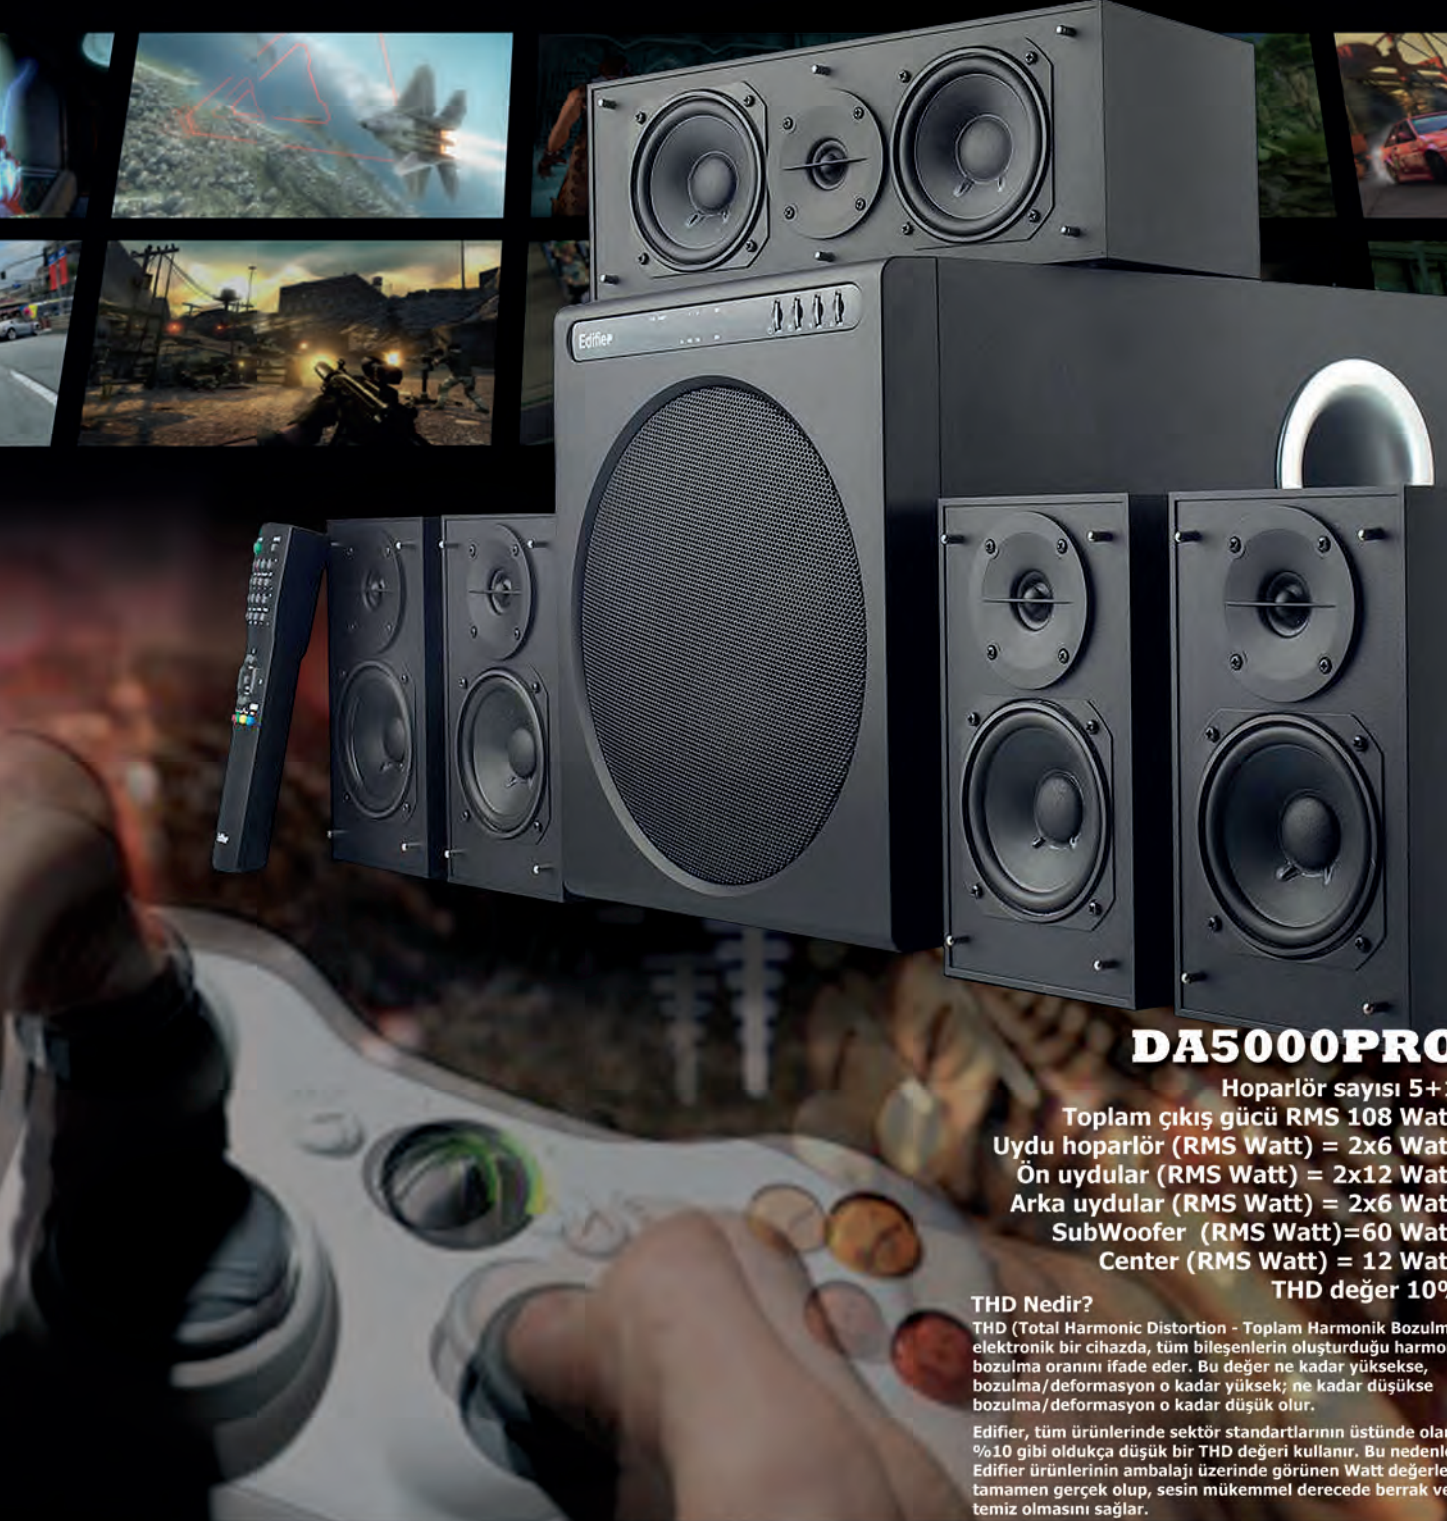 Edifier
Edifier
DA5000PRO
Hoparlör sayısı 5+
Toplam çıkış gücü RMS 108 Wat
Uydu hoparlör (RMS Watt) = 2x6 Wat
Ön uydular (RMS Watt) = 2x12 Wat
Arka uydular (RMS Watt) = 2x6 Wat
SubWoofer (RMS Watt)=60 Wat
Center (RMS Watt) = 12 Wat
THD değer 10%
THD Nedir?
THD (Total Harmonic Distortion - Toplam Harmonik Bozulm
elektronik bir cihazda, tüm bileşenlerin oluşturduğu harmo
bozulma oranını ifade eder. Bu değer ne kadar yüksekse,
bozulma/deformasyon o kadar yüksek; ne kadar düşükse
bozulma/deformasyon o kadar düşük olur.
Edifier, tüm ürünlerinde sektör standartlarının üstünde olan
%10 gibi oldukça düşük bir THD değeri kullanır. Bu nedenle
Edifier ürünlerinin ambalajı üzerinde görünen Watt değerle
tamamen gerçek olup, sesin mükemmel derecede berrak ve
temiz olmasını sağlar.